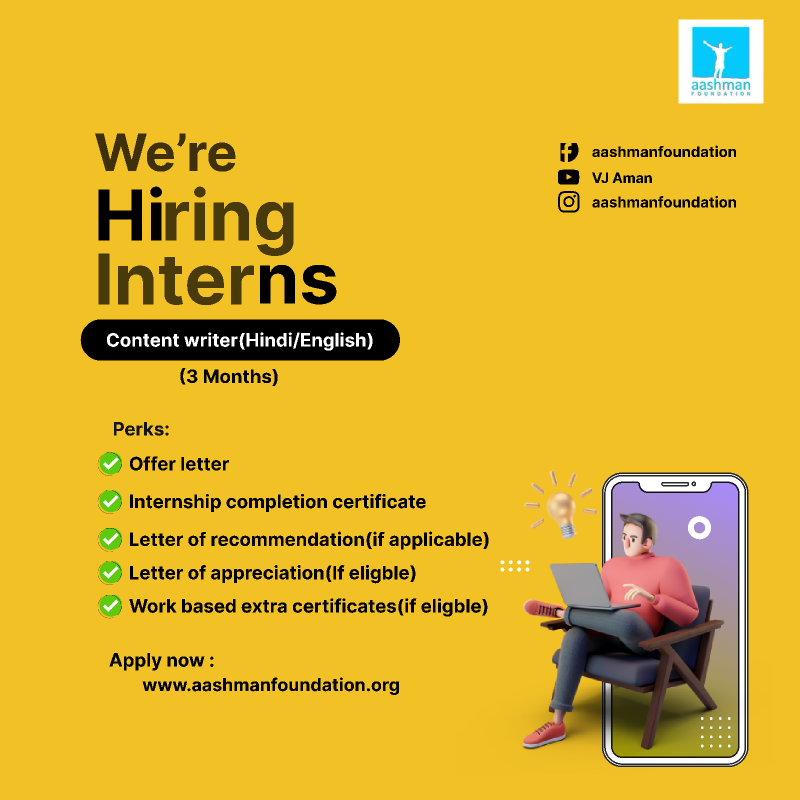 aashman
FOUNDATION
We're
Hiring
Interns
aashmanfoundation
VJ Aman
aashmanfoundation
Content writer(Hindi/English)
(3 Months)
Perks:
Offer letter
Internship completion certificate
Letter of recommendation(if applicable)
Letter of appreciation(If eligble)
Work based extra certificates(if eligble)
Apply now :
www.aashmanfoundation.org